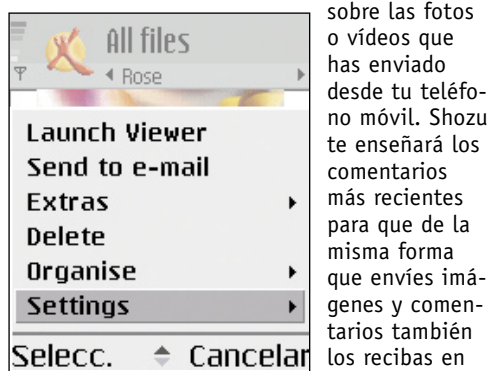 All files
Rose
Launch Viewer
Send to e-mail
Extras
Delete
Organise
Settings
Selecc.
Cancelar
sobre las fotos
o vídeos que
has enviado
desde tu teléfo-
no móvil. Shozu
te enseñará los
comentarios
más recientes
para que de la
misma forma
que envíes imá-
genes y comen-
tarios también
los recibas en